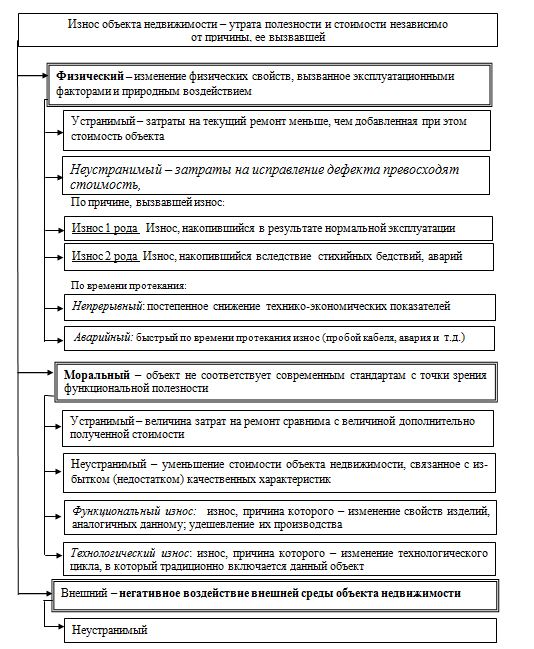 Износ объекта недвижимости – утрата полезности и стоимости независимо
от причины, ее вызвавшей
Физический – изменение физических свойств, вызванное эксплуатационными
факторами и природным воздействием
Устранимый – затраты на текущий ремонт меньше, чем добавленная при этом
стоимость объекта
Неустранимый – затраты на исправление дефекта превосходят
стоимость,
По причине, вызвавшей износ:
Износ 1 рода Износ, накопившийся в результате нормальной эксплуатации
Износ 2 рода Износ, накопившийся вследствие стихийных бедствий, аварий
По времени протекания:
Непрерывный: постепенное снижение технико-экономических показателей
Аварийный: быстрый по времени протекания износ (пробой кабеля, авария и т.д.)
Моральный – объект не соответствует современным стандартам с точки зрения
функциональной полезности
Устранимый – величина затрат на ремонт сравнима с величиной дополнительно
полученной стоимости
Неустранимый – уменьшение стоимости объекта недвижимости, связанное с из-
бытком (недостатком) качественных характеристик
Функциональный износ: износ, причина которого – изменение свойств изделий,
аналогичных данному; удешевление их производства
Технологический износ: износ, причина которого – изменение технологического
цикла, в который традиционно включается данный объект
Внешний – негативное воздействие внешней среды объекта недвижимости
Неустранимый